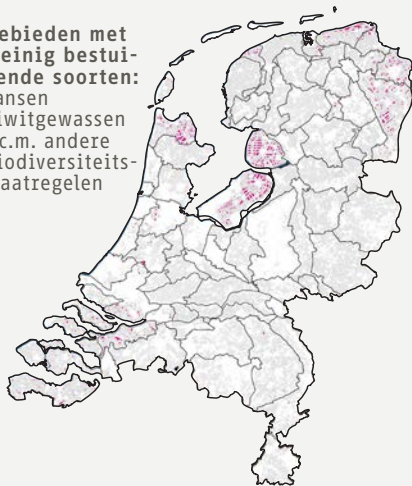 ebieden met
einig bestui-
ende soorten:
ansen
iwitgewassen
.c.m. andere
iodiversiteits-
aatregelen